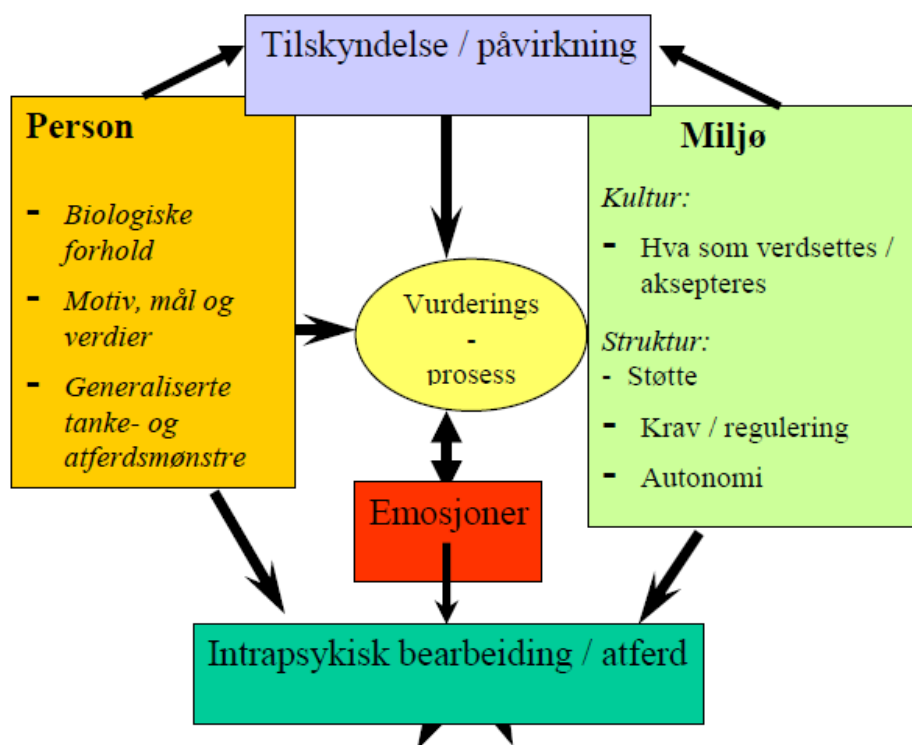 Tilskyndelse / påvirkning
Person
- Biologiske
forhold
- Motiv, mål og
verdier
- Generaliserte
tanke- og
atferdsmønstre
Vurderings
-
prosess
Miljø
Kultur:
- Hva som verdsettes /
aksepteres
Struktur:
- Støtte
- Krav / regulering
- Autonomi
Emosjoner
Intrapsykisk bearbeiding / atferd